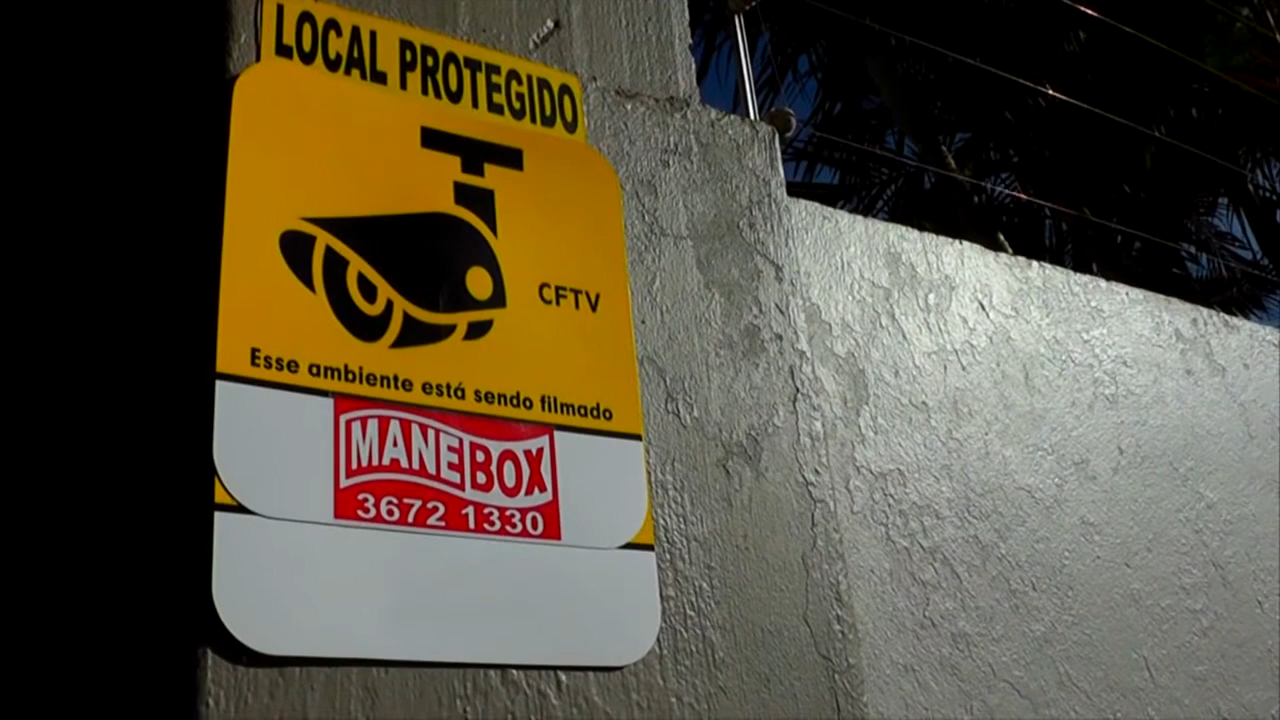 LOCAL PROTEGIDO
CFTV
Esse ambiente está sendo filmado
MANEBOX
3672 1330